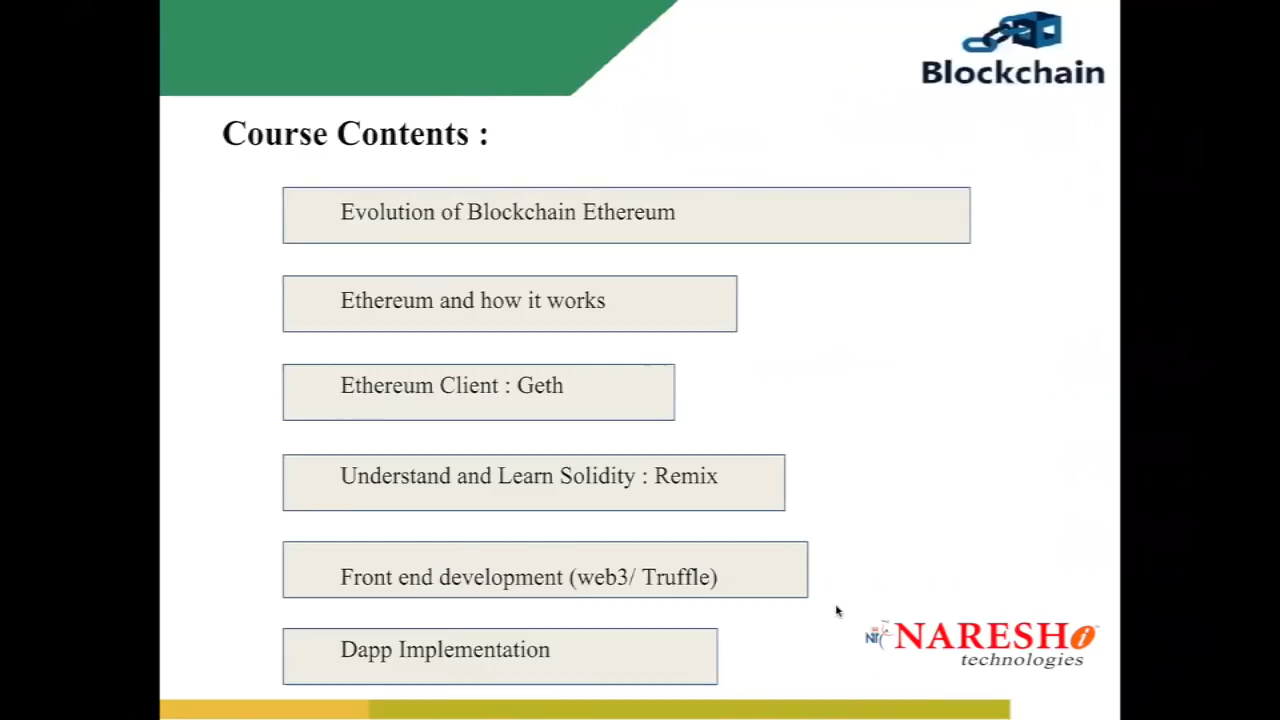 Blockchain
Course Contents :
Evolution of Blockchain Ethereum
Ethereum and how it works
Ethereum Client : Geth
Understand and Learn Solidity : Remix
Front end development (web3/ Truffle)
Dapp Implementation
NARESH i
technologies